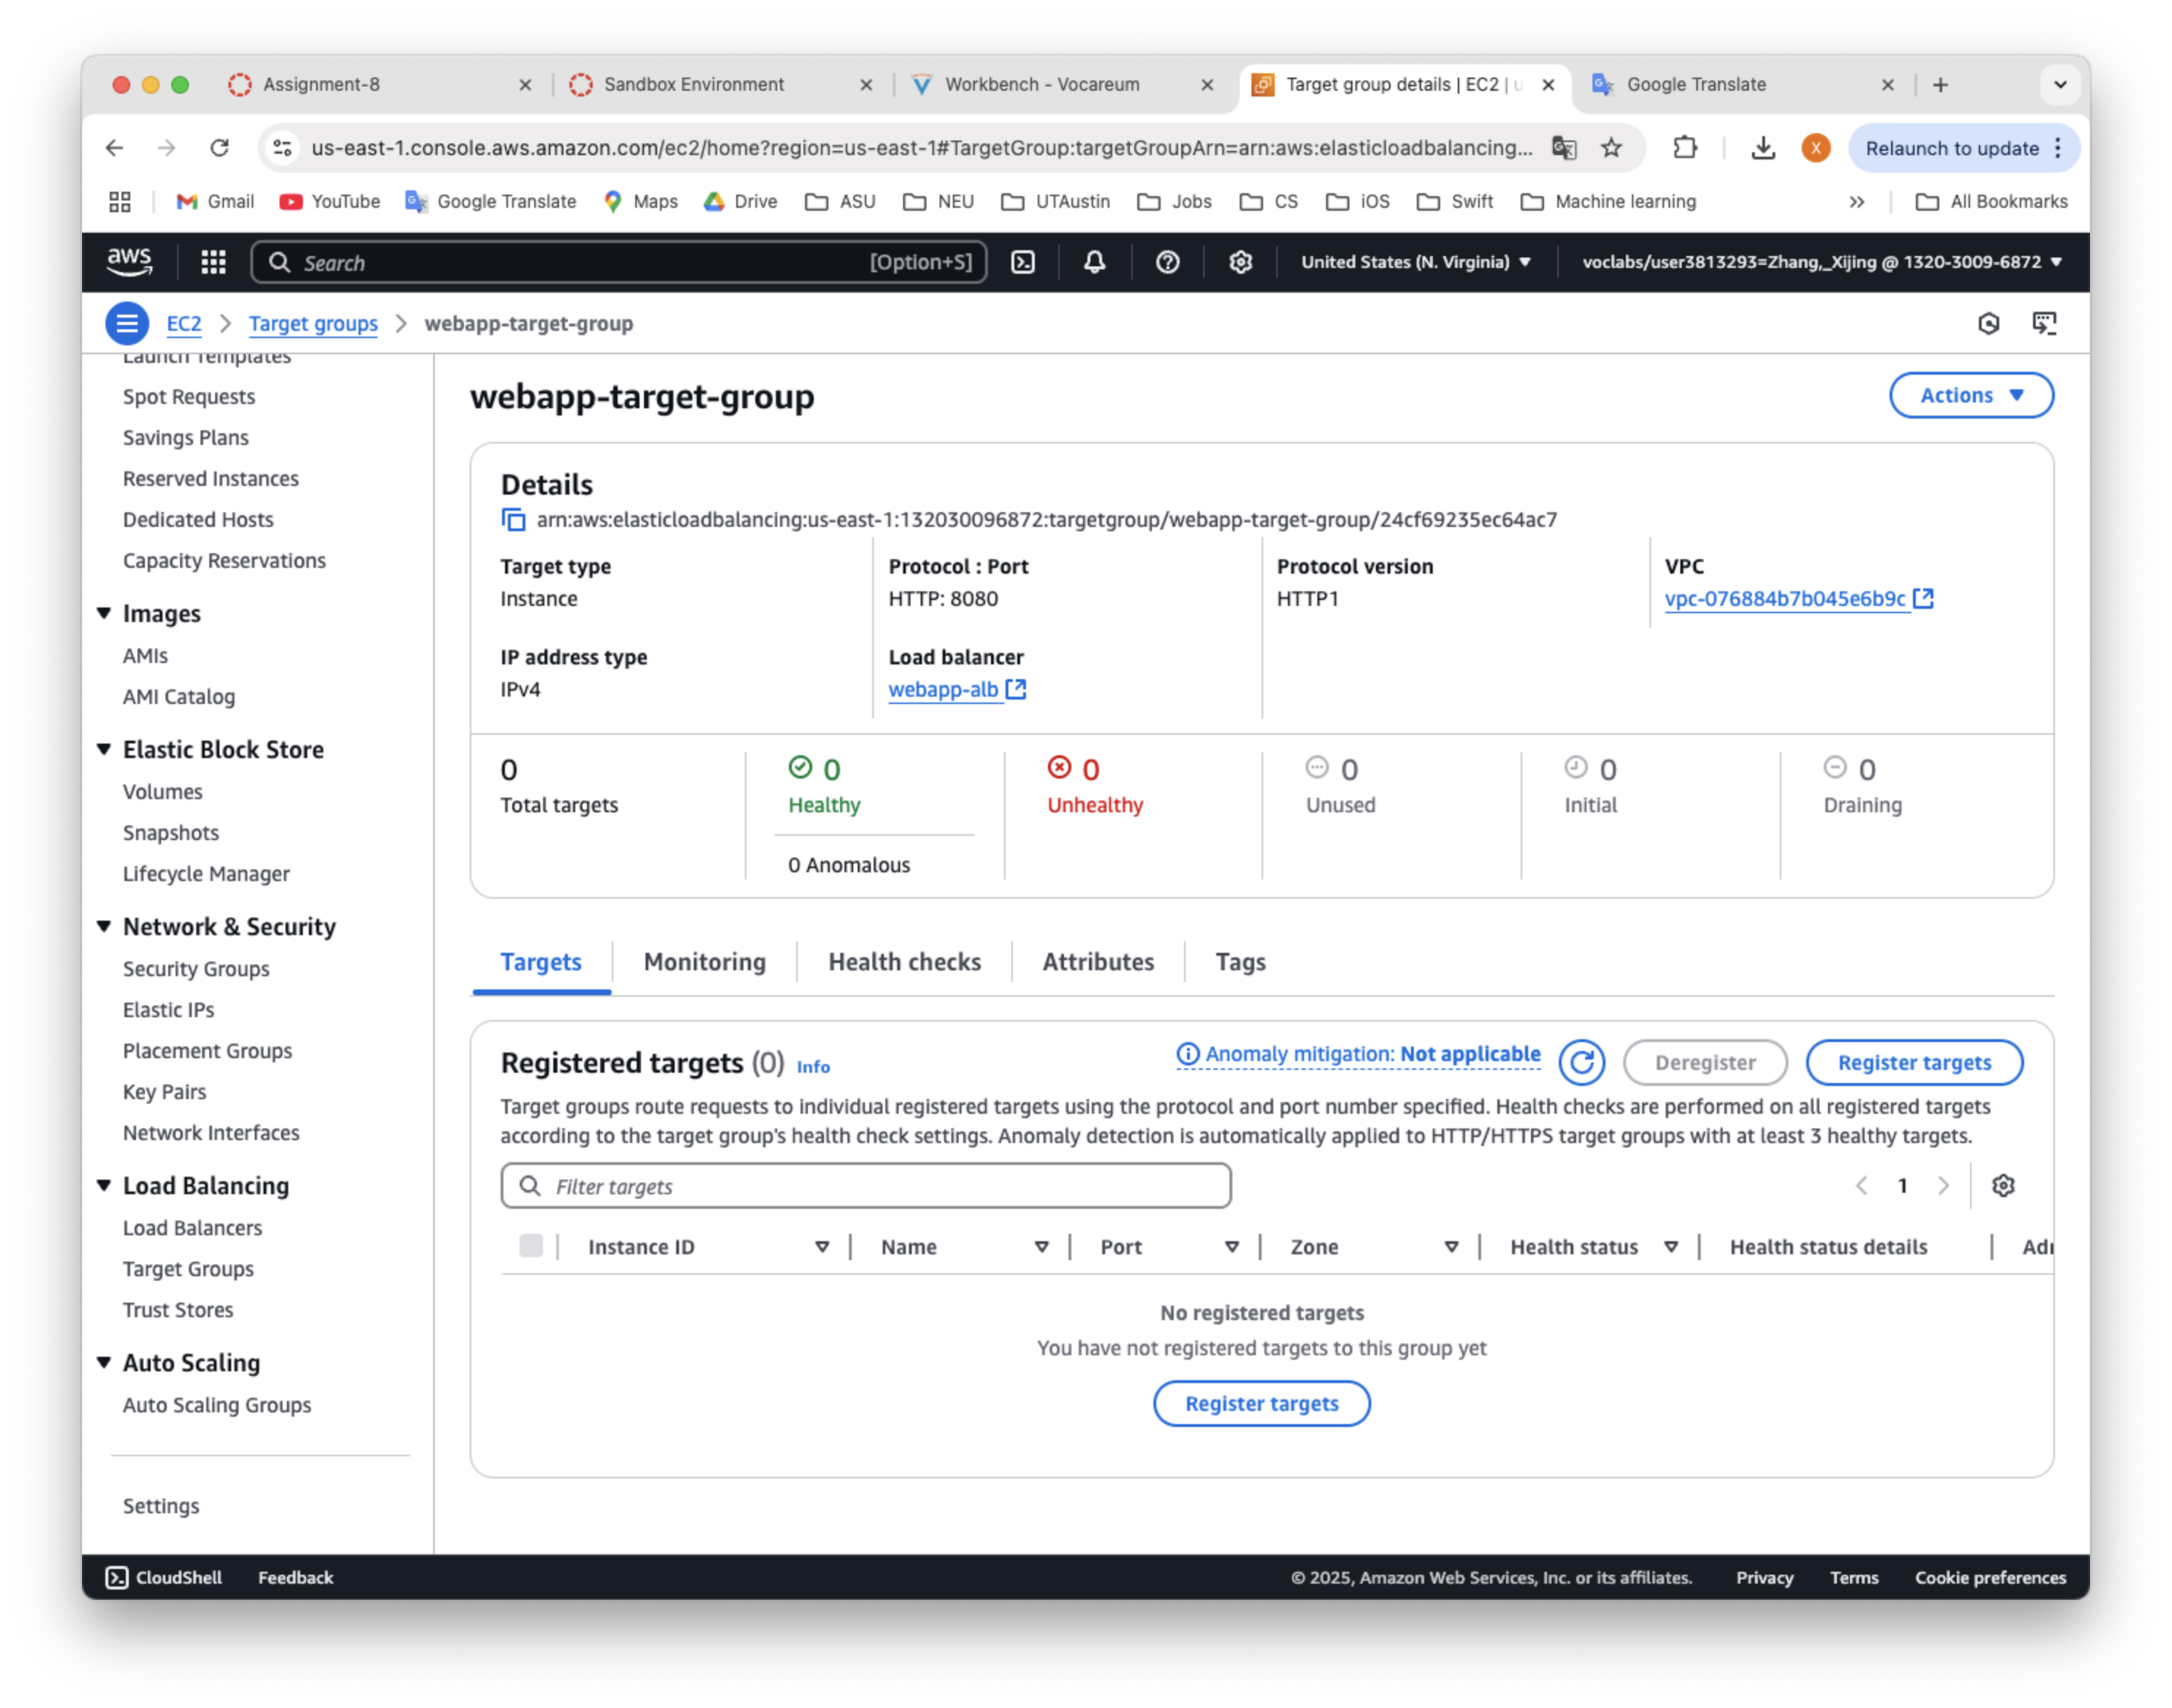 Assignment-8
Sandbox Environment
Workbench - Vocareum
Target group details | EC2 | u
Google Translate
us-east-1.console.aws.amazon.com/ec2/home?region=us-east-1#TargetGroup:targetGroupArn=arn:aws:elasticloadbalancing...
X
Relaunch to update
Gmail
YouTube
Google Translate
Maps
Drive
ASU
NEU
UTAustin
Jobs
CS
iOS
Swift
Machine learning
All Bookmarks
aws
Search
[Option+S]
United States (N. Virginia)
voclabs/user3813293=Zhang,_Xijing @ 1320-3009-6872
EC2
Target groups
webapp-target-group
Launch Templates
Spot Requests
Savings Plans
Reserved Instances
Dedicated Hosts
Capacity Reservations
Images
AMIs
AMI Catalog
Elastic Block Store
Volumes
Snapshots
Lifecycle Manager
Network & Security
Security Groups
Elastic IPs
Placement Groups
Key Pairs
Network Interfaces
Load Balancing
Load Balancers
Target Groups
Trust Stores
Auto Scaling
Auto Scaling Groups
Settings
webapp-target-group
Actions
Details
arn:aws:elasticloadbalancing:us-east-1:132030096872:targetgroup/webapp-target-group/24cf69235ec64ac7
Target type
Instance
Protocol : Port
HTTP: 8080
Protocol version
HTTP1
VPC
vpc-076884b7b045e6b9c
IP address type
IPv4
Load balancer
webapp-alb
0
Total targets
0
Healthy
0 Anomalous
0
Unhealthy
0
Unused
0
Initial
0
Draining
Targets
Monitoring
Health checks
Attributes
Tags
Registered targets (0) Info
Anomaly mitigation: Not applicable
Deregister
Register targets
Target groups route requests to individual registered targets using the protocol and port number specified. Health checks are performed on all registered targets
according to the target group's health check settings. Anomaly detection is automatically applied to HTTP/HTTPS target groups with at least 3 healthy targets.
Filter targets
1
Instance ID
Name
Port
Zone
Health status
Health status details
No registered targets
You have not registered targets to this group yet
Register targets
CloudShell
Feedback
© 2025, Amazon Web Services, Inc. or its affiliates.
Privacy
Terms
Cookie preferences